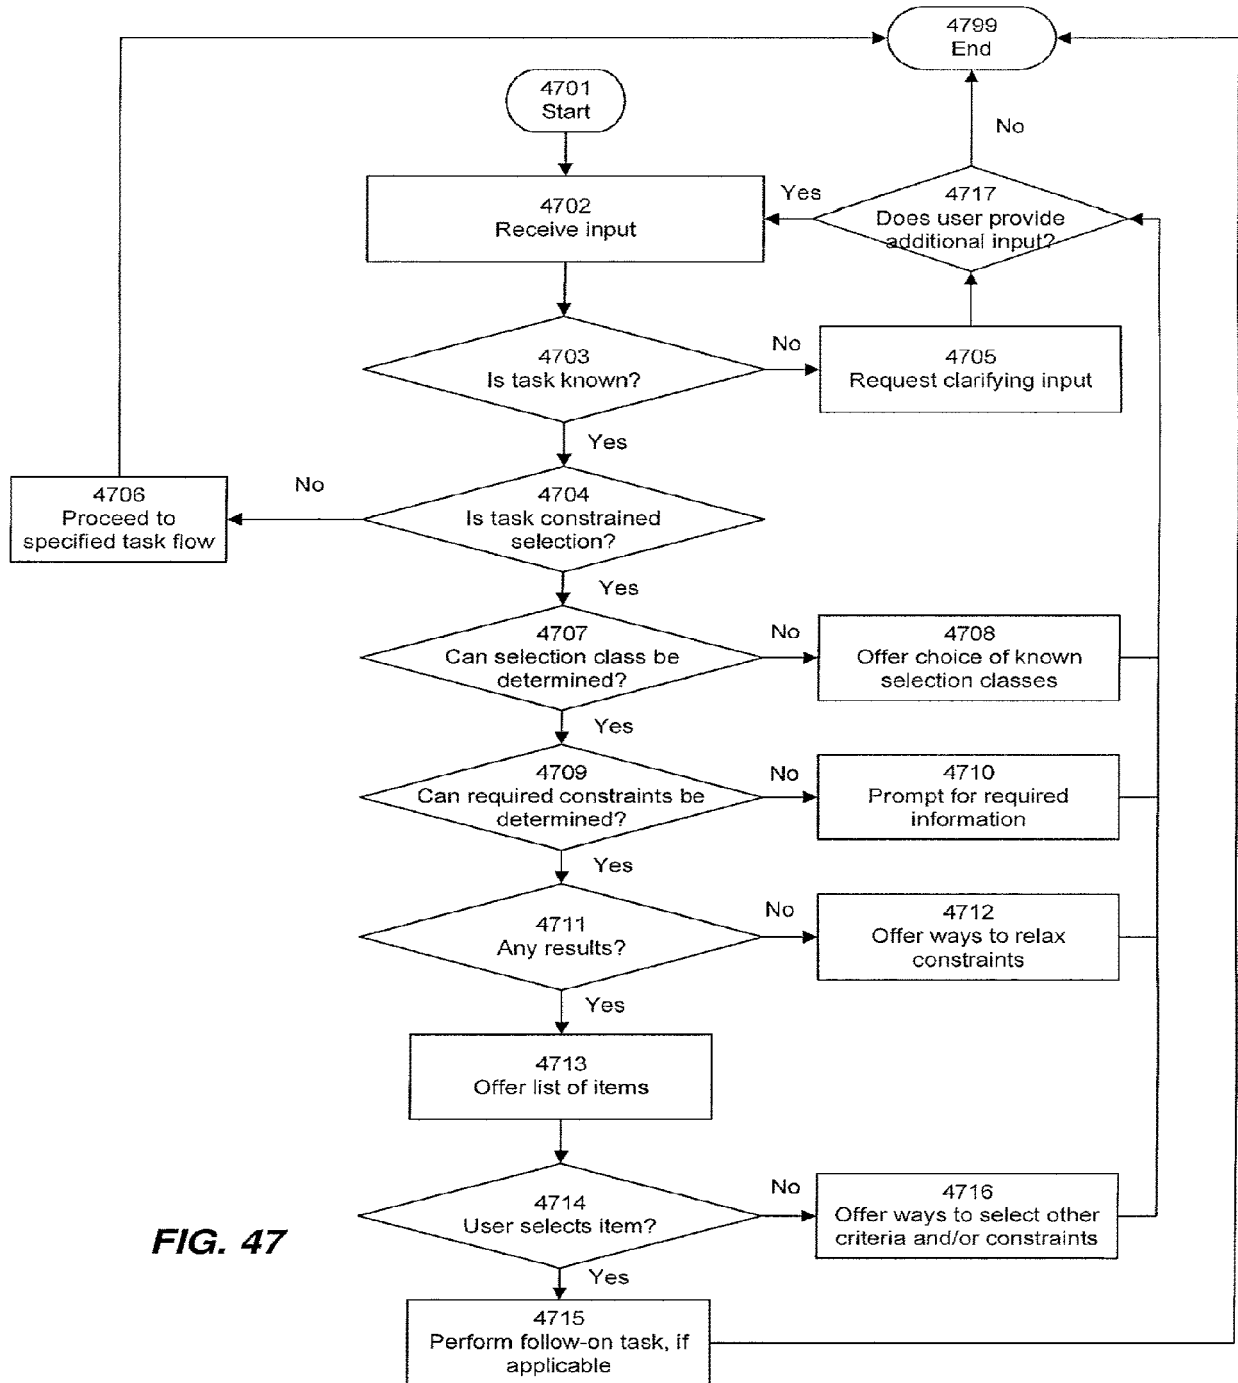 4799
End
4701
Start
No
Yes
4702
Receive input
4717
Does user provide
additional input?
4703
Is task known?
No
4705
Request clarifying input
Yes
4706
Proceed to
specified task flow
No
4704
Is task constrained
selection?
Yes
4707
Can selection class be
determined?
No
4708
Offer choice of known
selection classes
Yes
4709
Can required constraints be
determined?
No
4710
Prompt for required
information
Yes
4711
Any results?
No
4712
Offer ways to relax
constraints
Yes
4713
Offer list of items
4714
User selects item?
No
4716
Offer ways to select other
criteria and/or constraints
FIG. 47
Yes
4715
Perform follow-on task, if
applicable